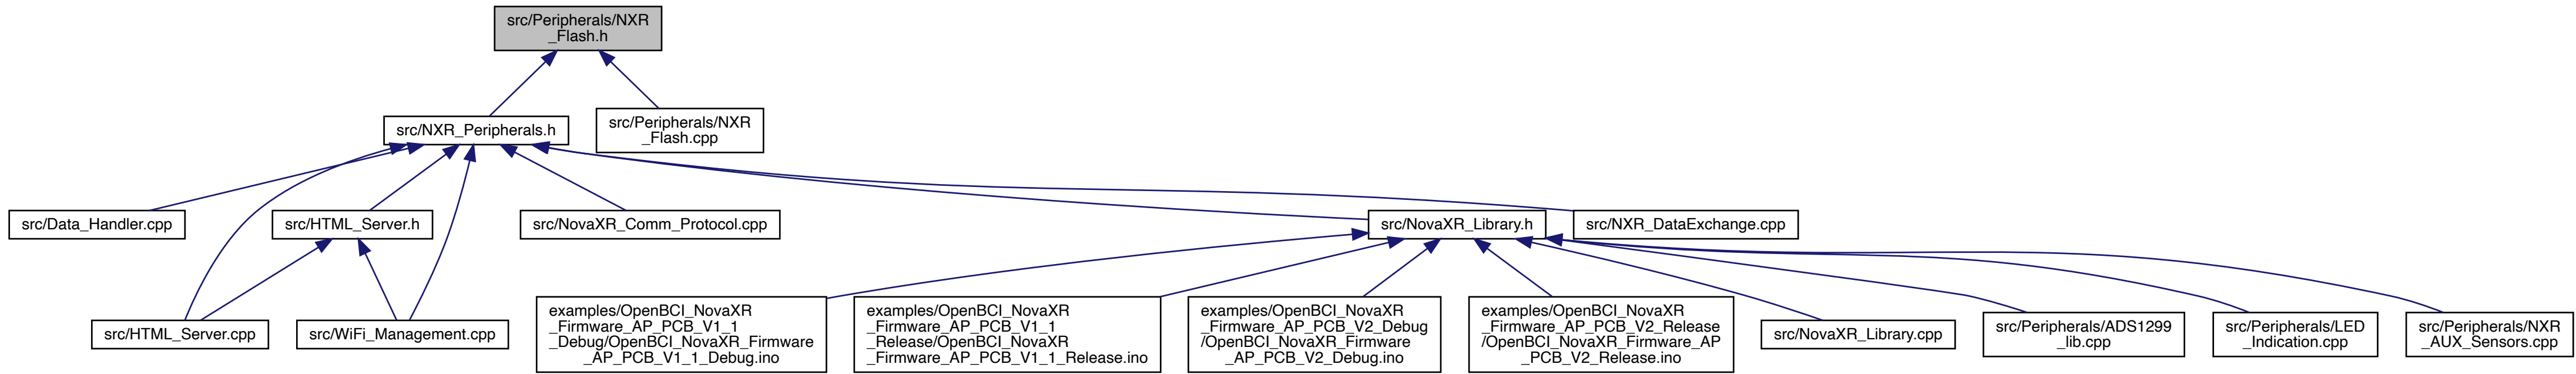 src/Peripherals/NXR
_Flash.h
src/NXR_Peripherals.h
src/Peripherals/NXR
_Flash.cpp
src/Data_Handler.cpp
src/HTML_Server.h
src/NovaXR_Comm_Protocol.cpp
src/NovaXR_Library.h
src/NXR_DataExchange.cpp
src/HTML_Server.cpp
src/WiFi_Management.cpp
examples/OpenBCI_NovaXR
_Firmware_AP_PCB_V1_1
_Debug/OpenBCI_NovaXR_Firmware
_AP_PCB_V1_1_Debug.ino
examples/OpenBCI_NovaXR
_Firmware_AP_PCB_V1_1
_Release/OpenBCI_NovaXR
_Firmware_AP_PCB_V1_1_Release.ino
examples/OpenBCI_NovaXR
_Firmware_AP_PCB_V2_Debug
/OpenBCI_NovaXR_Firmware
_AP_PCB_V2_Debug.ino
examples/OpenBCI_NovaXR
_Firmware_AP_PCB_V2_Release
/OpenBCI_NovaXR_Firmware_AP
_PCB_V2_Release.ino
src/NovaXR_Library.cpp
src/Peripherals/ADS1299
_lib.cpp
src/Peripherals/LED
_Indication.cpp
src/Peripherals/NXR
_AUX_Sensors.cpp